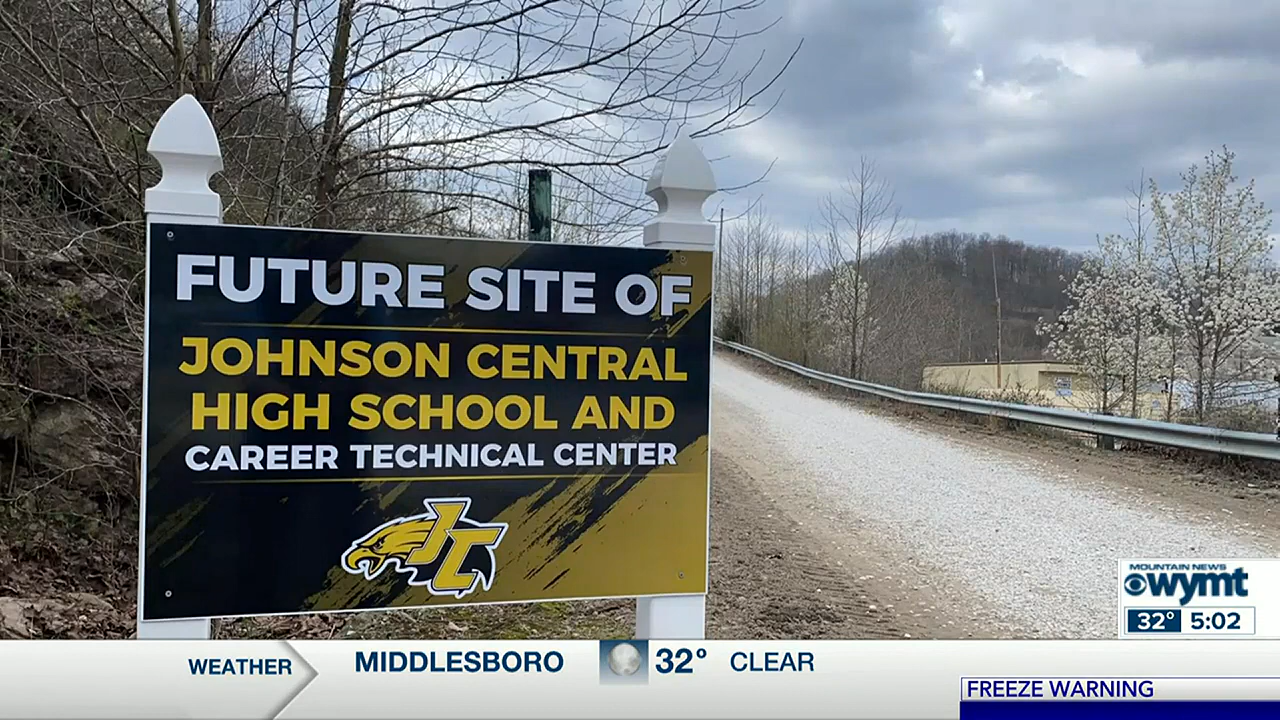 FUTURE SITE OF
JOHNSON CENTRAL
HIGH SCHOOL AND
CAREER TECHNICAL CENTER
JC
MOUNTAIN NEWS
wymt
32° 5:02
WEATHER MIDDLESBORO 32° CLEAR
FREEZE WARNING